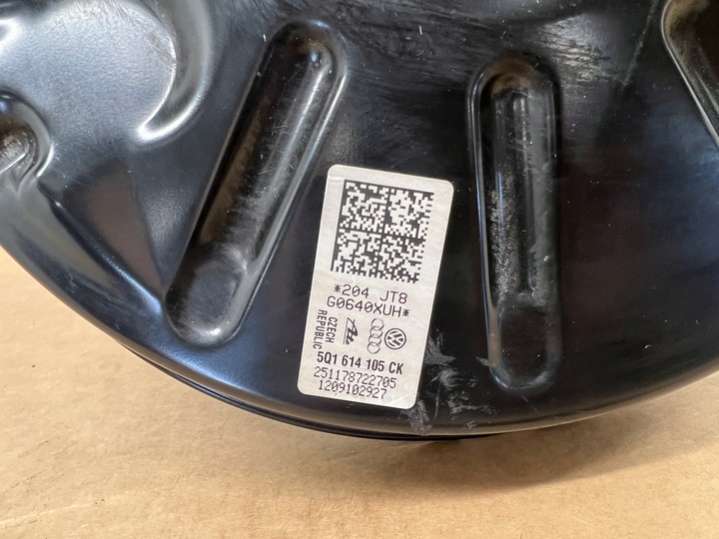 *204 JT8
G0640XUH*
CZECH
REPUBLIC
5Q1 614 105 CK
251178722705
1209102927